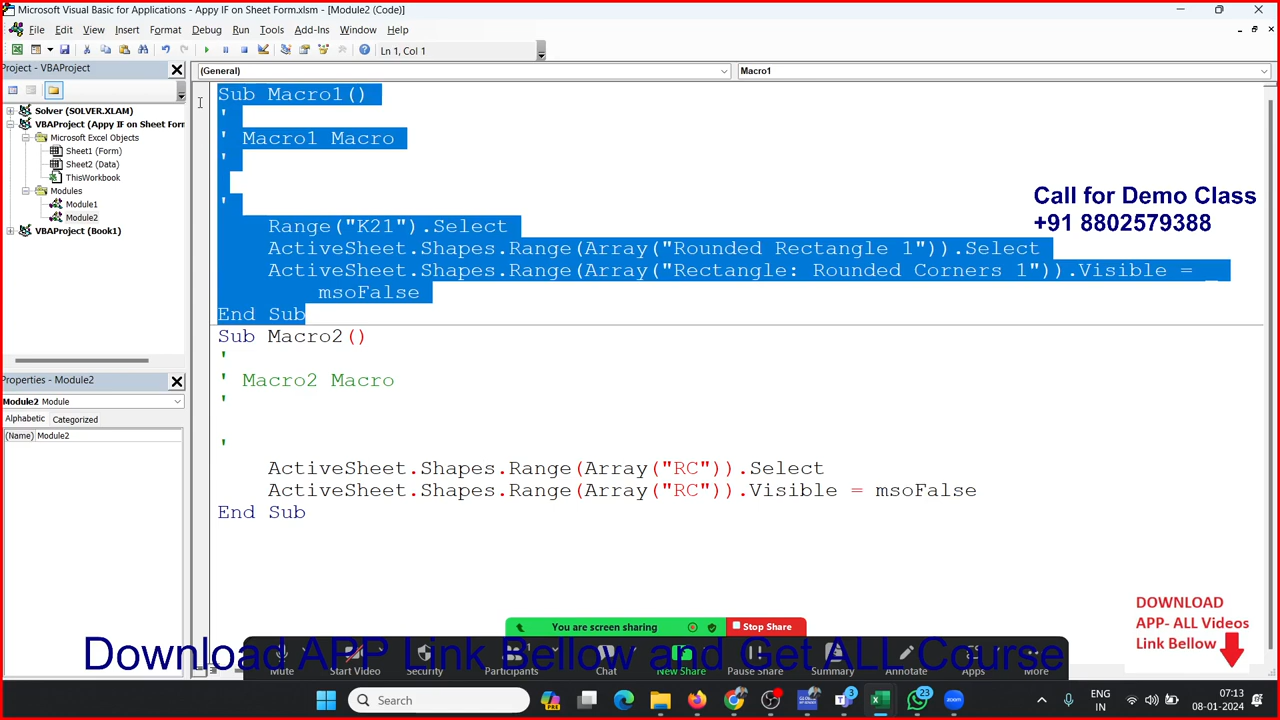 Microsoft Visual Basic for Applications - Appy IF on Sheet Form.xlsm - [Module2 (Code)]
File Edit View Insert Format Debug Run Tools Add-Ins Window Help
Ln 1, Col 1
Project - VBAProject
(General)
Macro1
Solver (SOLVER.XLAM)
VBAProject (Appy IF on Sheet Form
Microsoft Excel Objects
Sheet1 (Form)
Sheet2 (Data)
ThisWorkbook
Modules
Module1
Module2
VBAProject (Book1)
Properties - Module2
Module2 Module
Alphabetic Categorized
(Name) Module2
Sub Macro1()
'
' Macro1 Macro
'
'
Range("K21").Select
ActiveSheet.Shapes.Range(Array("Rounded Rectangle 1")).Select
ActiveSheet.Shapes.Range(Array("Rectangle: Rounded Corners 1")).Visible = _
msoFalse
End Sub
Sub Macro2()
'
' Macro2 Macro
'
'
ActiveSheet.Shapes.Range(Array("RC")).Select
ActiveSheet.Shapes.Range(Array("RC")).Visible = msoFalse
End Sub
Call for Demo Class
+91 8802579388
DOWNLOAD
APP- ALL Videos
Link Bellow
You are screen sharing
Stop Share
Download APP Link Bellow and Get ALL Course
Mute Start Video Security Participants Chat New Share Pause Share Summary Annotate Apps More
Search
PRE
3
23
ENG
IN
07:13
08-01-2024